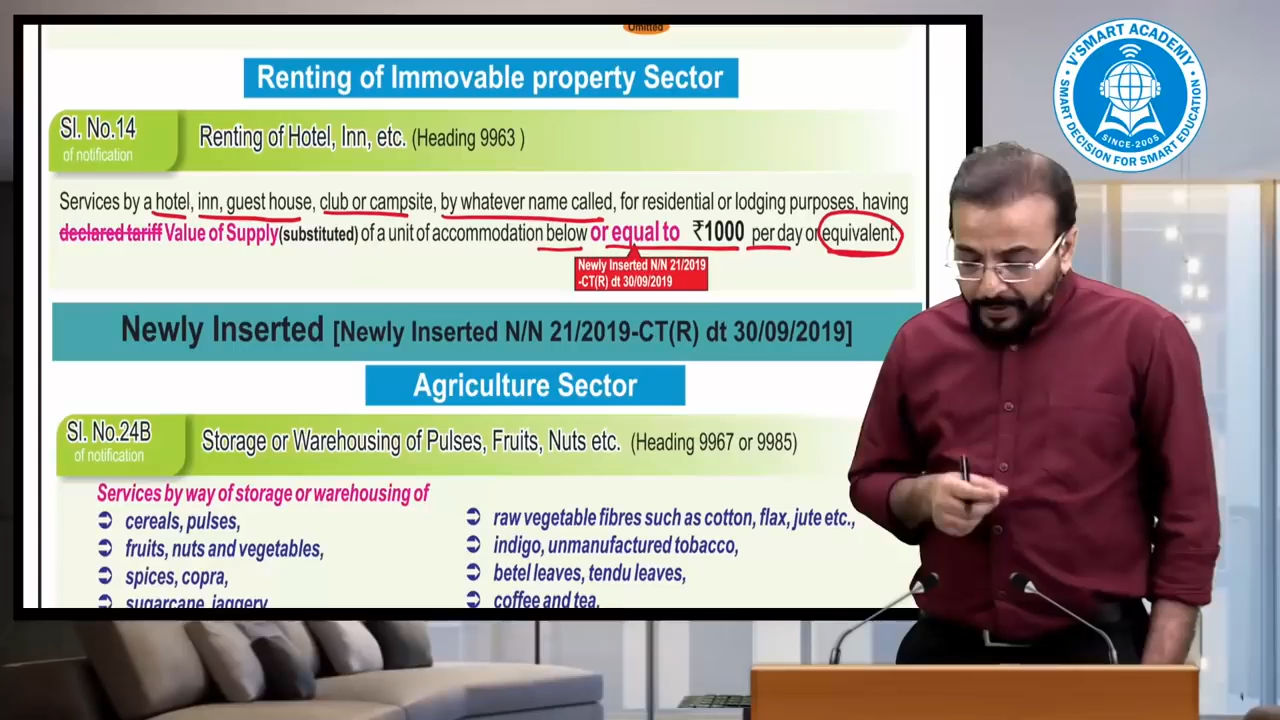 Omitted
Renting of Immovable property Sector
Sl. No.14
of notification
Renting of Hotel, Inn, etc. (Heading 9963 )
Services by a hotel, inn, guest house, club or campsite, by whatever name called, for residential or lodging purposes, having
declared tariff Value of Supply(substituted) of a unit of accommodation below or equal to ₹1000 per day or equivalent.
Newly Inserted N/N 21/2019
-CT(R) dt 30/09/2019
Newly Inserted [Newly Inserted N/N 21/2019-CT(R) dt 30/09/2019]
Agriculture Sector
Sl. No.24B
of notification
Storage or Warehousing of Pulses, Fruits, Nuts etc. (Heading 9967 or 9985)
Services by way of storage or warehousing of
cereals, pulses,
fruits, nuts and vegetables,
spices, copra,
sugarcane, jaggery
raw vegetable fibres such as cotton, flax, jute etc.,
indigo, unmanufactured tobacco,
betel leaves, tendu leaves,
coffee and tea.
V'SMART ACADEMY
SMART DECISION FOR SMART EDUCATION
SINCE-2005